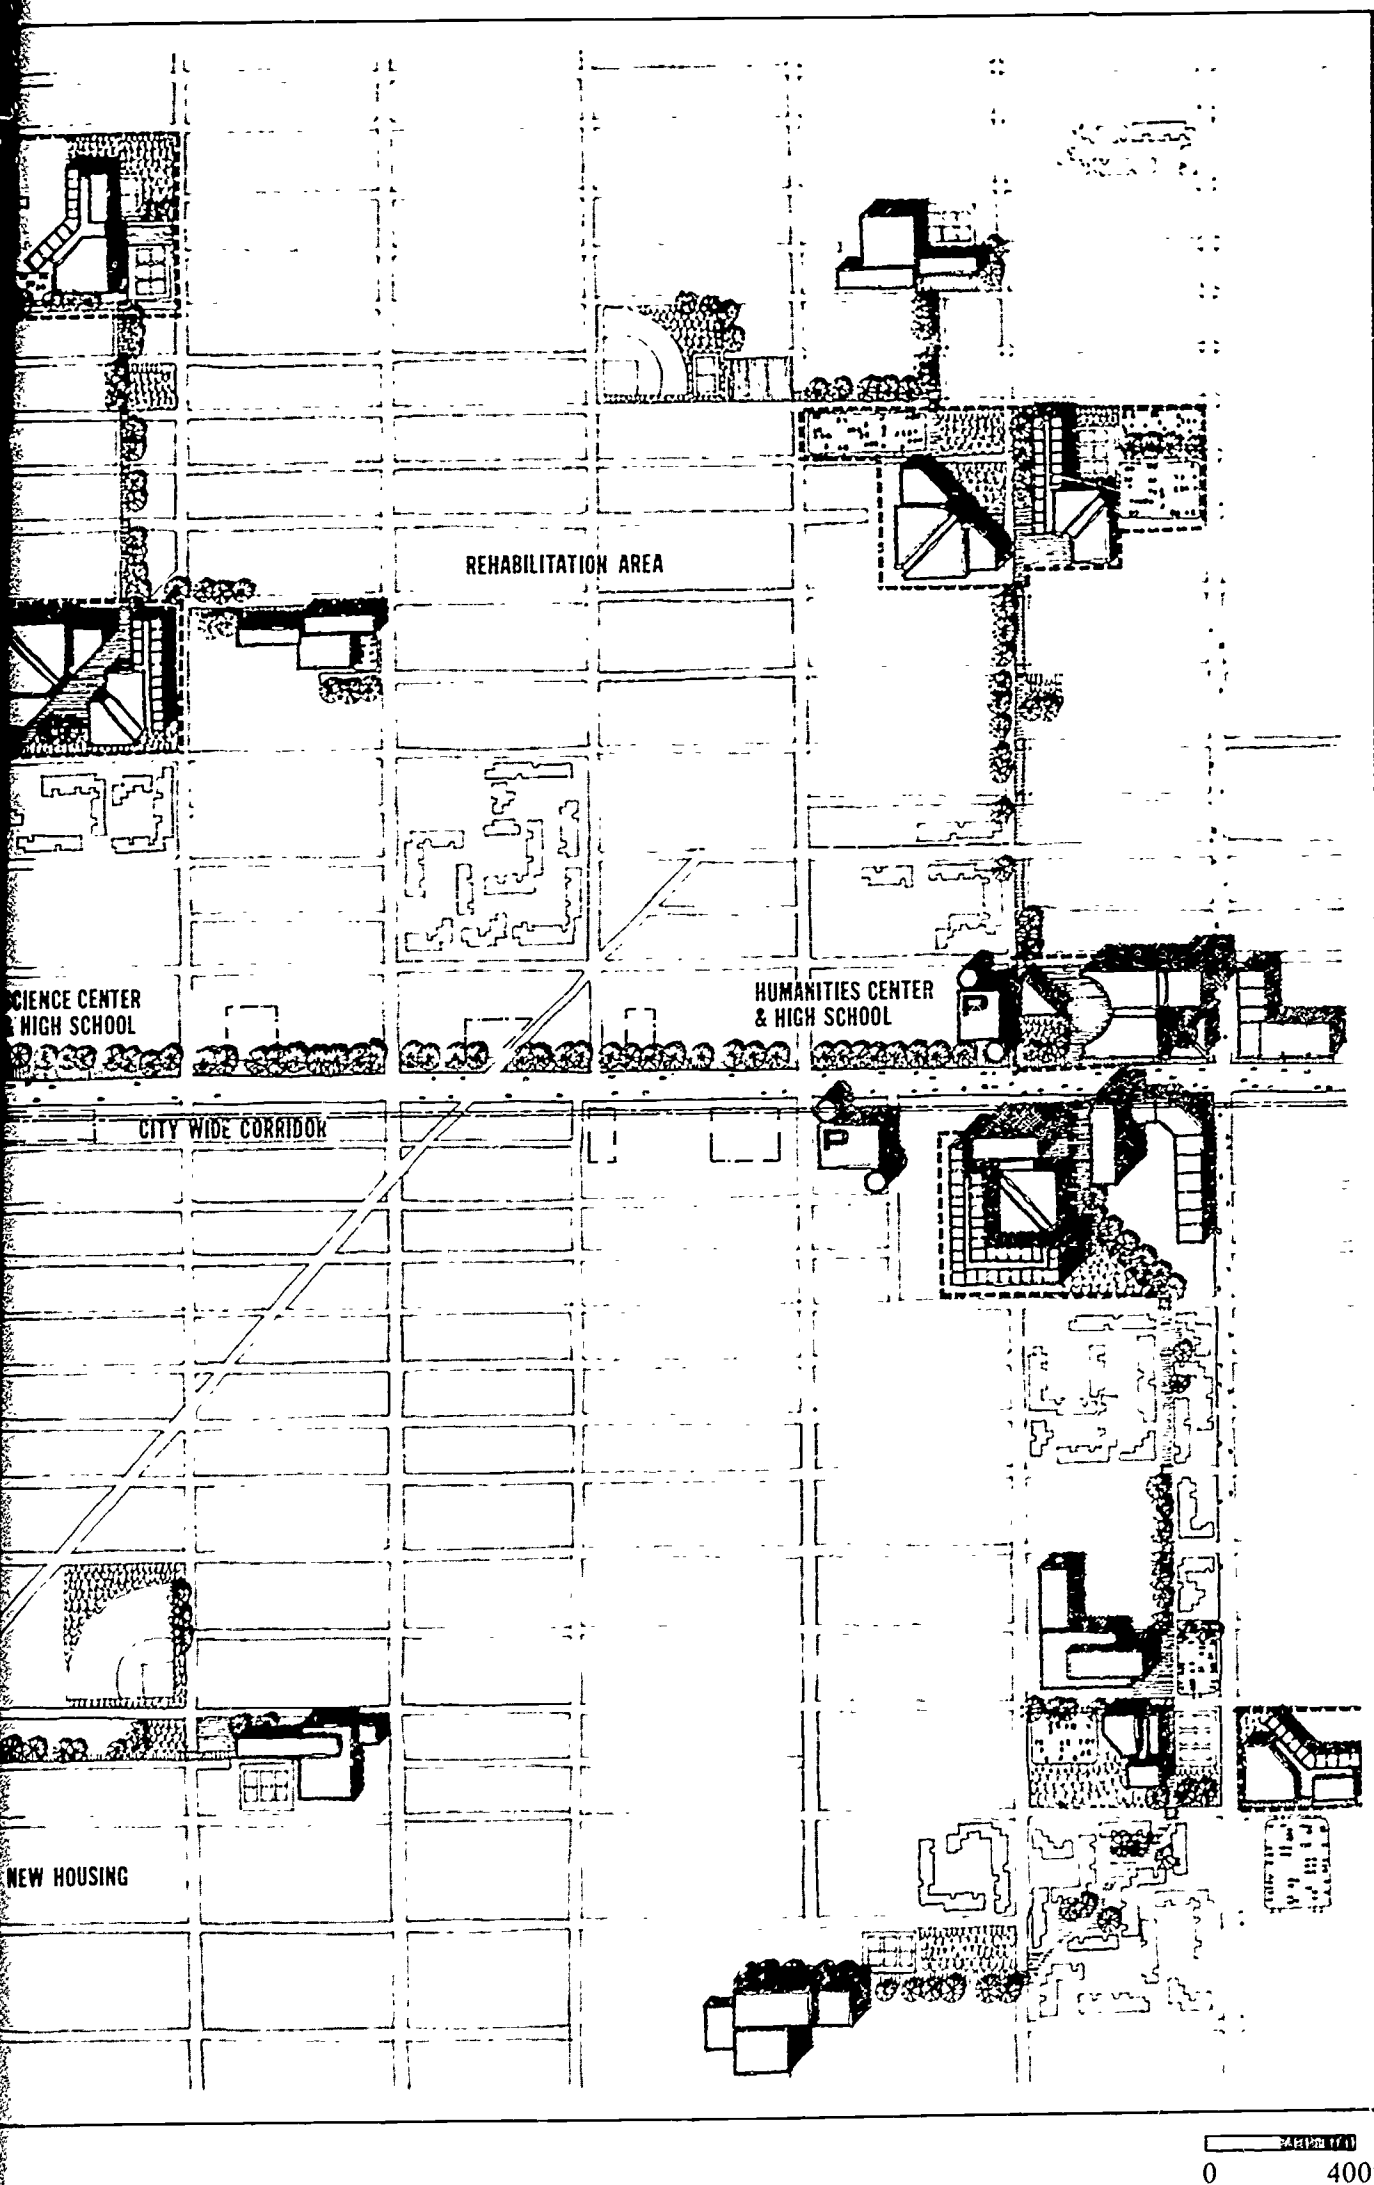 REHABILITATION AREA
CIENCE CENTER
& HIGH SCHOOL
HUMANITIES CENTER
& HIGH SCHOOL
P
CITY WIDE CORRIDOR
P
NEW HOUSING
0 400